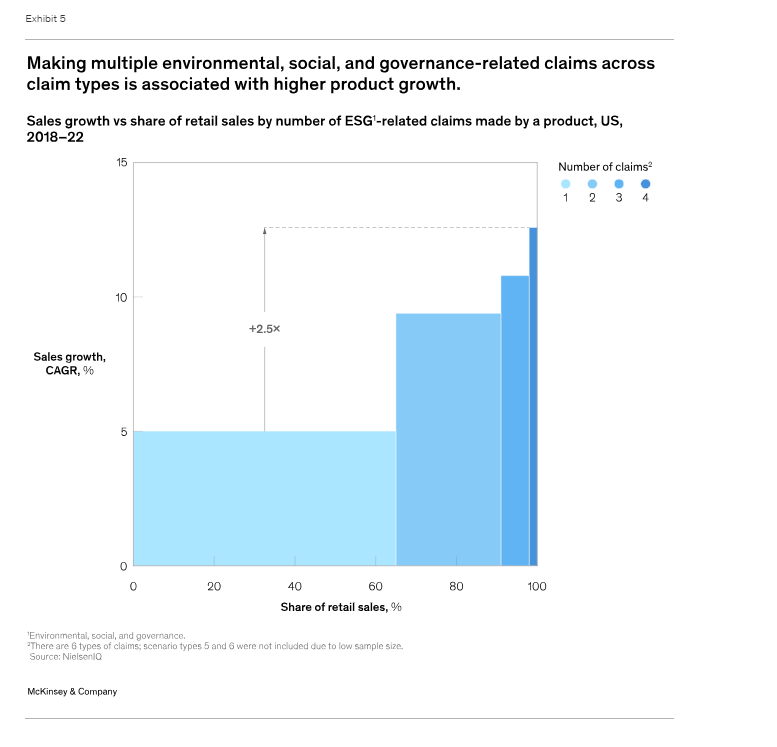 Exhibit 5
Making multiple environmental, social, and governance-related claims across
claim types is associated with higher product growth.
Sales growth vs share of retail sales by number of ESG¹-related claims made by a product, US,
2018–22
Number of claims²
1 2 3 4
15
10
5
0
+2.5×
Sales growth,
CAGR, %
0 20 40 60 80 100
Share of retail sales, %
¹Environmental, social, and governance.
²There are 6 types of claims; scenario types 5 and 6 were not included due to low sample size.
Source: NielsenIQ
McKinsey & Company